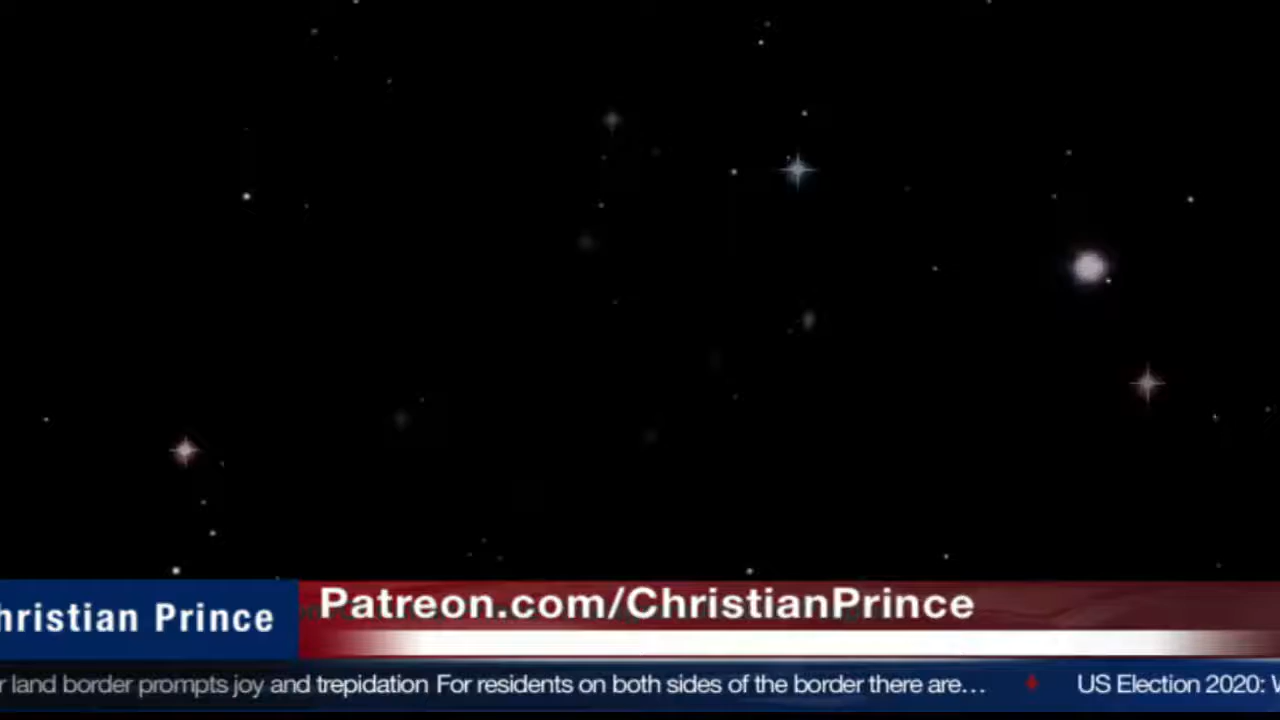 Patreon.com/ChristianPrince
hristian Prince
r land border prompts joy and trepidation For residents on both sides of the border there are… US Election 2020: W